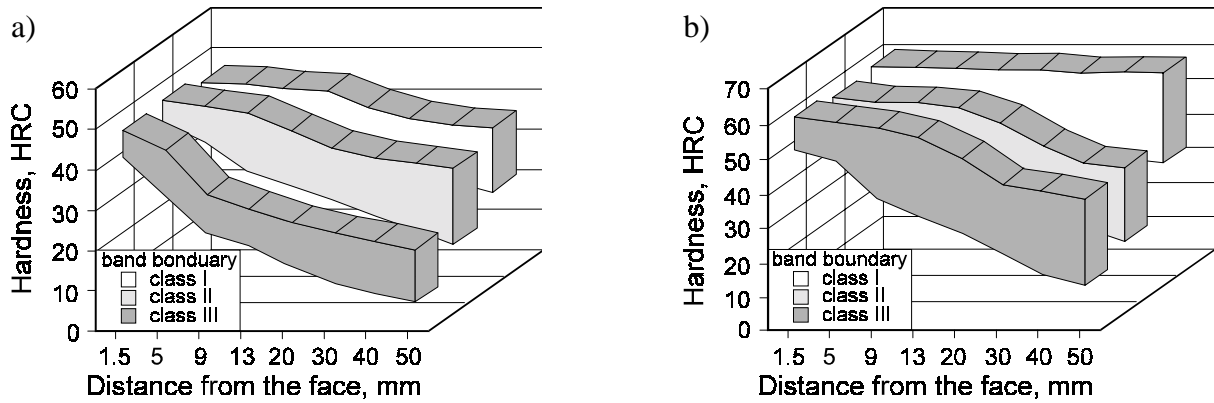 a)
Hardness, HRC
60
50
40
30
20
10
0
band bonduary
class I
class II
class III
1.5 5 9 13 20 30 40 50
Distance from the face, mm
b)
Hardness, HRC
70
60
50
40
30
20
10
0
band boundary
class I
class II
class III
1.5 5 9 13 20 30 40 50
Distance from the face, mm